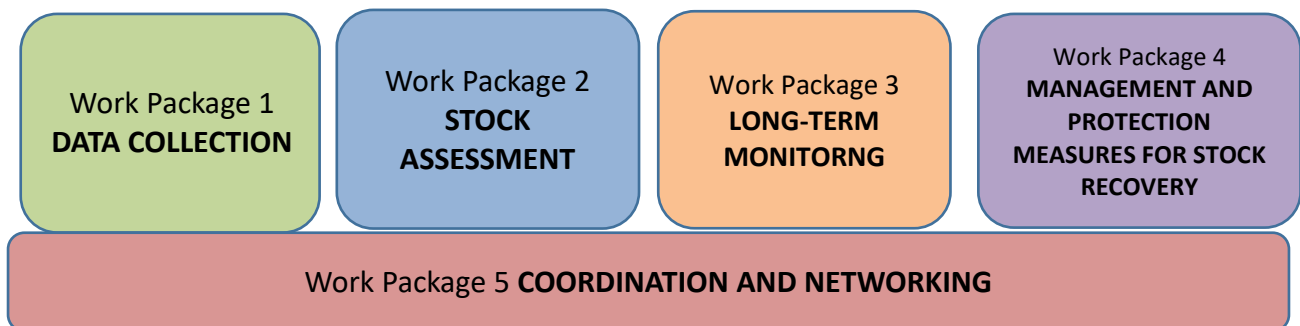 Work Package 1
DATA COLLECTION
Work Package 2
STOCK
ASSESSMENT
Work Package 3
LONG-TERM
MONITORNG
Work Package 4
MANAGEMENT AND
PROTECTION
MEASURES FOR STOCK
RECOVERY
Work Package 5 COORDINATION AND NETWORKING